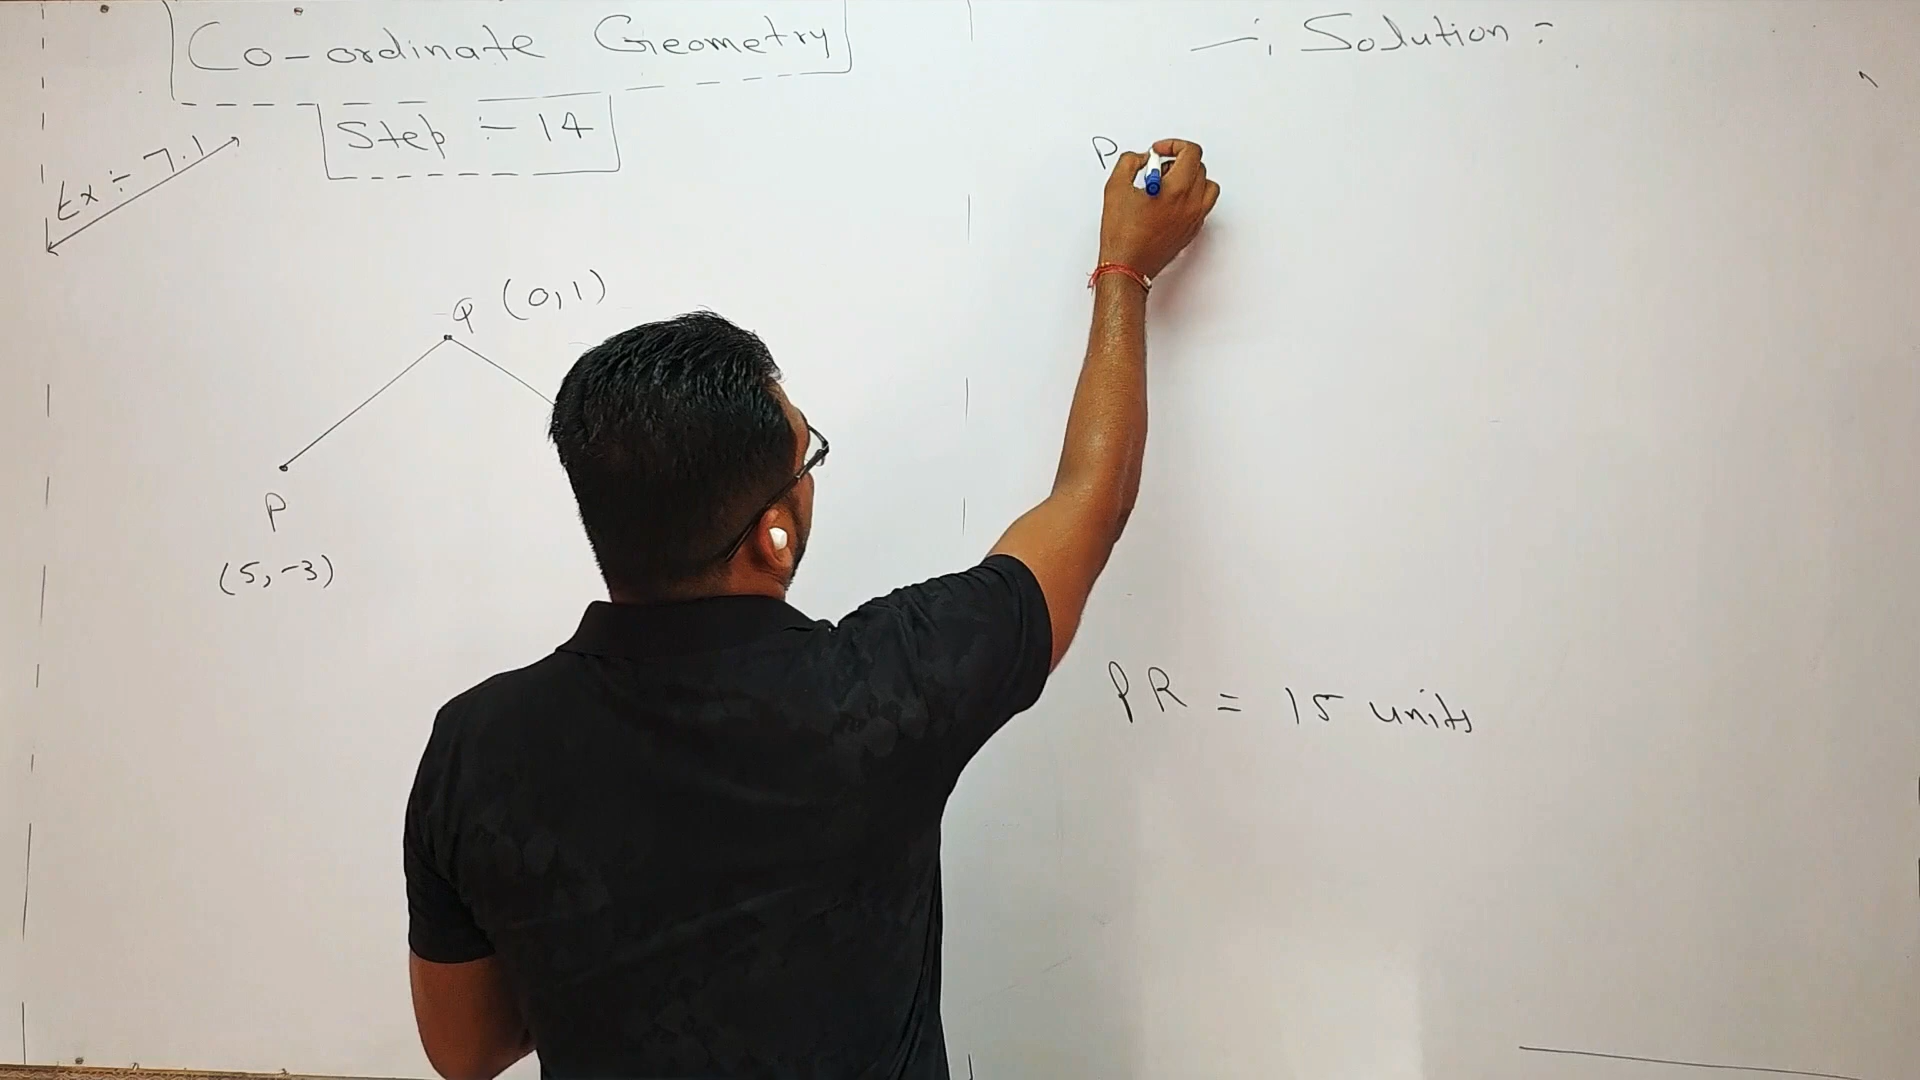 Co-ordinate Geometry
Step :- 14
Ex :- 7.1
Q (0,1)
P
(5,-3)
-: Solution :-
P
PR = 15 units